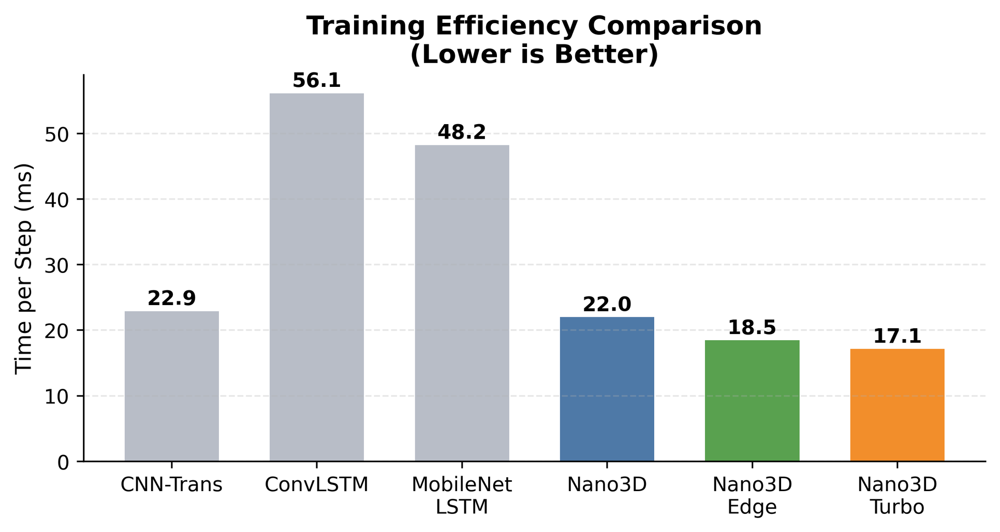 Training Efficiency Comparison
(Lower is Better)
Time per Step (ms)
50
40
30
20
10
0
22.9
56.1
48.2
22.0
18.5
17.1
CNN-Trans
ConvLSTM
MobileNet
LSTM
Nano3D
Nano3D
Edge
Nano3D
Turbo